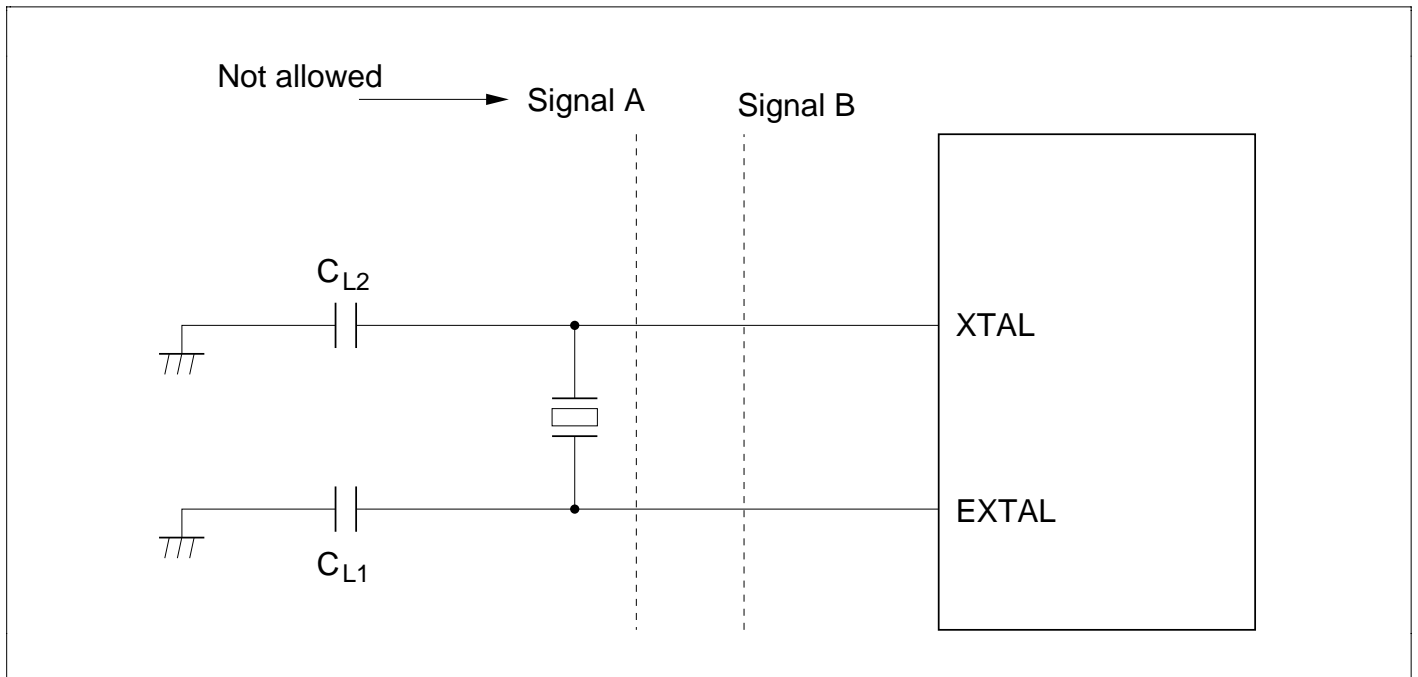 Not allowed
Signal A
Signal B
CL2
XTAL
EXTAL
CL1